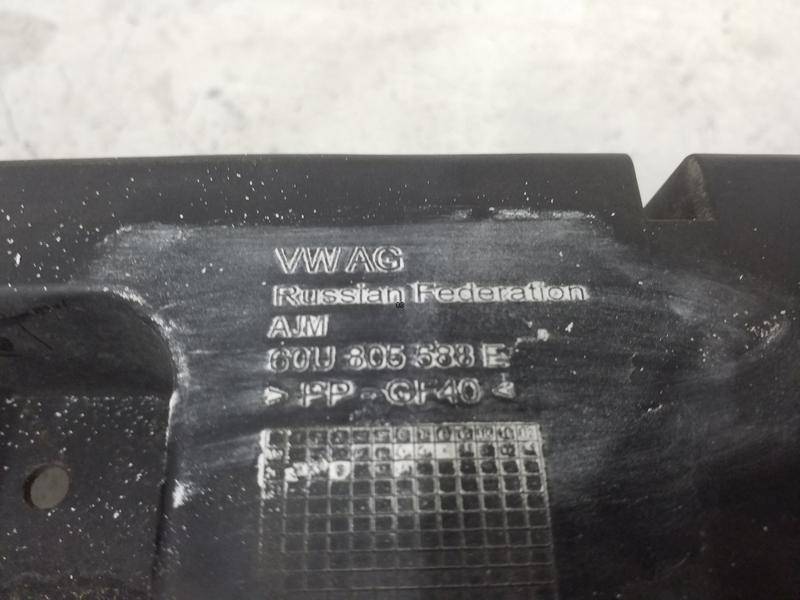 VW AG
Russian Federation
AJM
60U 805 588 E
> PP - GF40 <